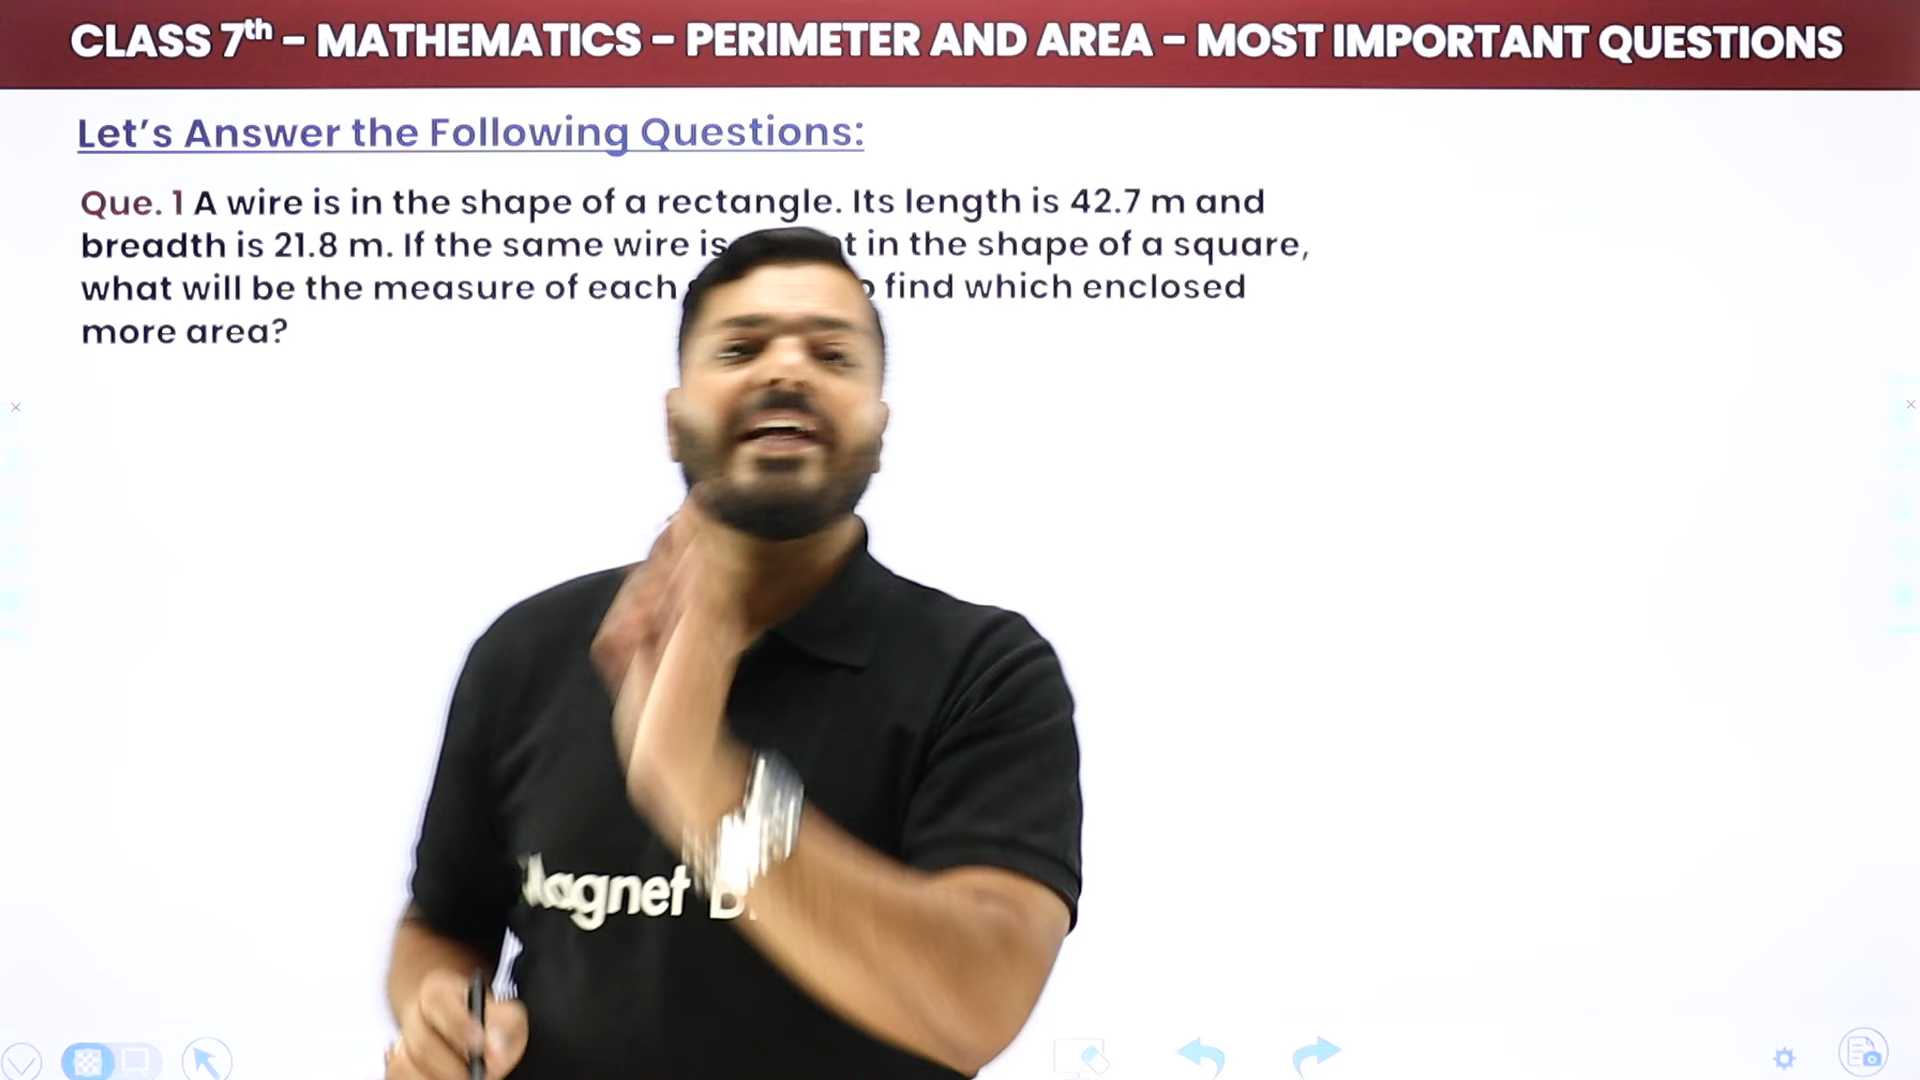 CLASS 7th – MATHEMATICS – PERIMETER AND AREA – MOST IMPORTANT QUESTIONS
Let's Answer the Following Questions:
Que. 1 A wire is in the shape of a rectangle. Its length is 42.7 m and
breadth is 21.8 m. If the same wire is in the shape of a square,
what will be the measure of each find which enclosed
more area?
Magnet